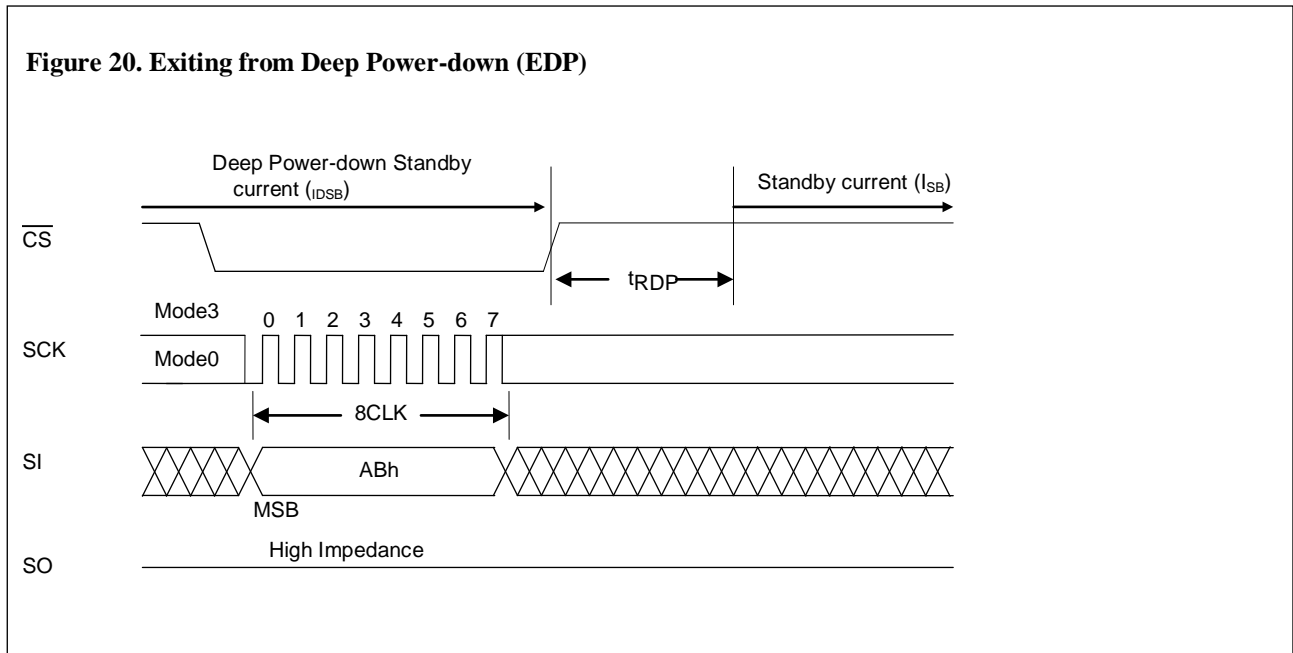 Figure 20. Exiting from Deep Power-down (EDP)
Deep Power-down Standby
current (IDSB)
Standby current (ISB)
CS
tRDP
Mode3
0 1 2 3 4 5 6 7
SCK
Mode0
8CLK
SI
ABh
MSB
High Impedance
SO